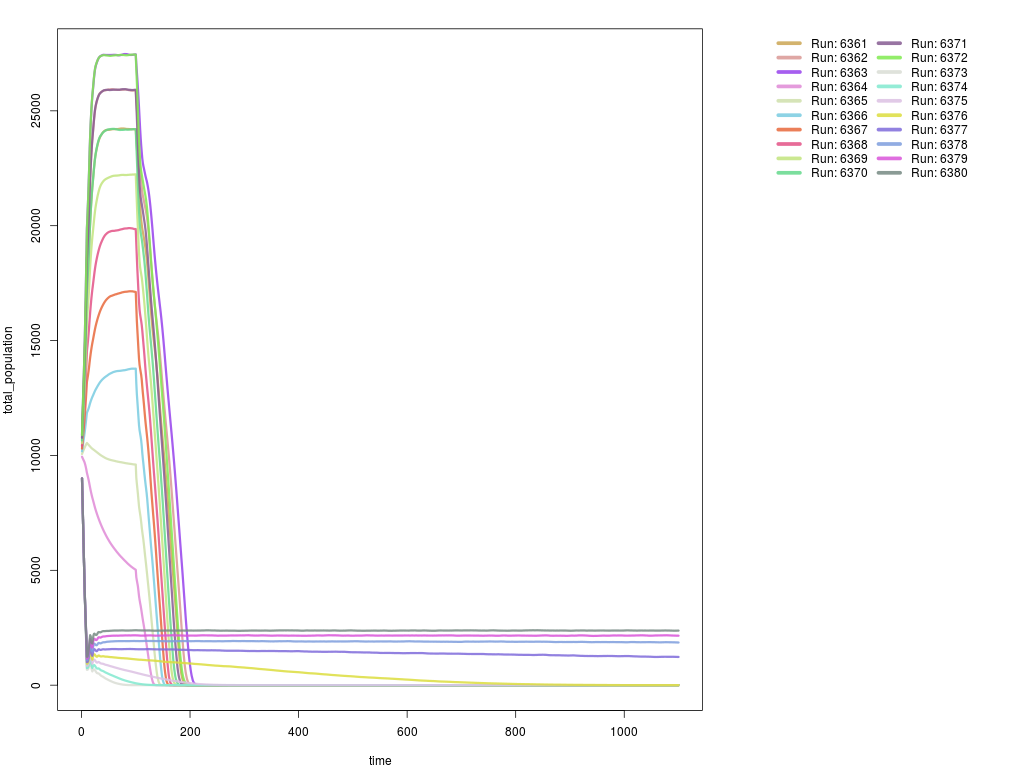 Run: 6361
Run: 6362
Run: 6363
Run: 6364
Run: 6365
Run: 6366
Run: 6367
Run: 6368
Run: 6369
Run: 6370
Run: 6371
Run: 6372
Run: 6373
Run: 6374
Run: 6375
Run: 6376
Run: 6377
Run: 6378
Run: 6379
Run: 6380
total_population
25000
20000
15000
10000
5000
0
0
200
400
600
800
1000
time